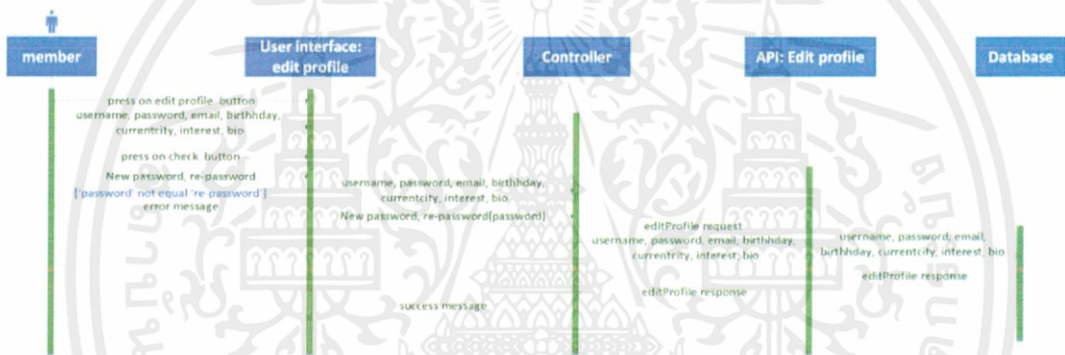 member
User interface:
edit profile
Controller
API: Edit profile
Database
press on edit profile button
username, password, email, birthhday,
currentcity, interest, bio
press on check button
New password, re-password
['password' not equal 're-password']
error message
username, password, email, birthhday,
currentcity, interest, bio
New password, re-password(password)
editProfile request
username, password, email, birthhday,
currentcity, interest, bio
editProfile response
username, password, email,
birthhday, currentcity, interest, bio
editProfile response
success message